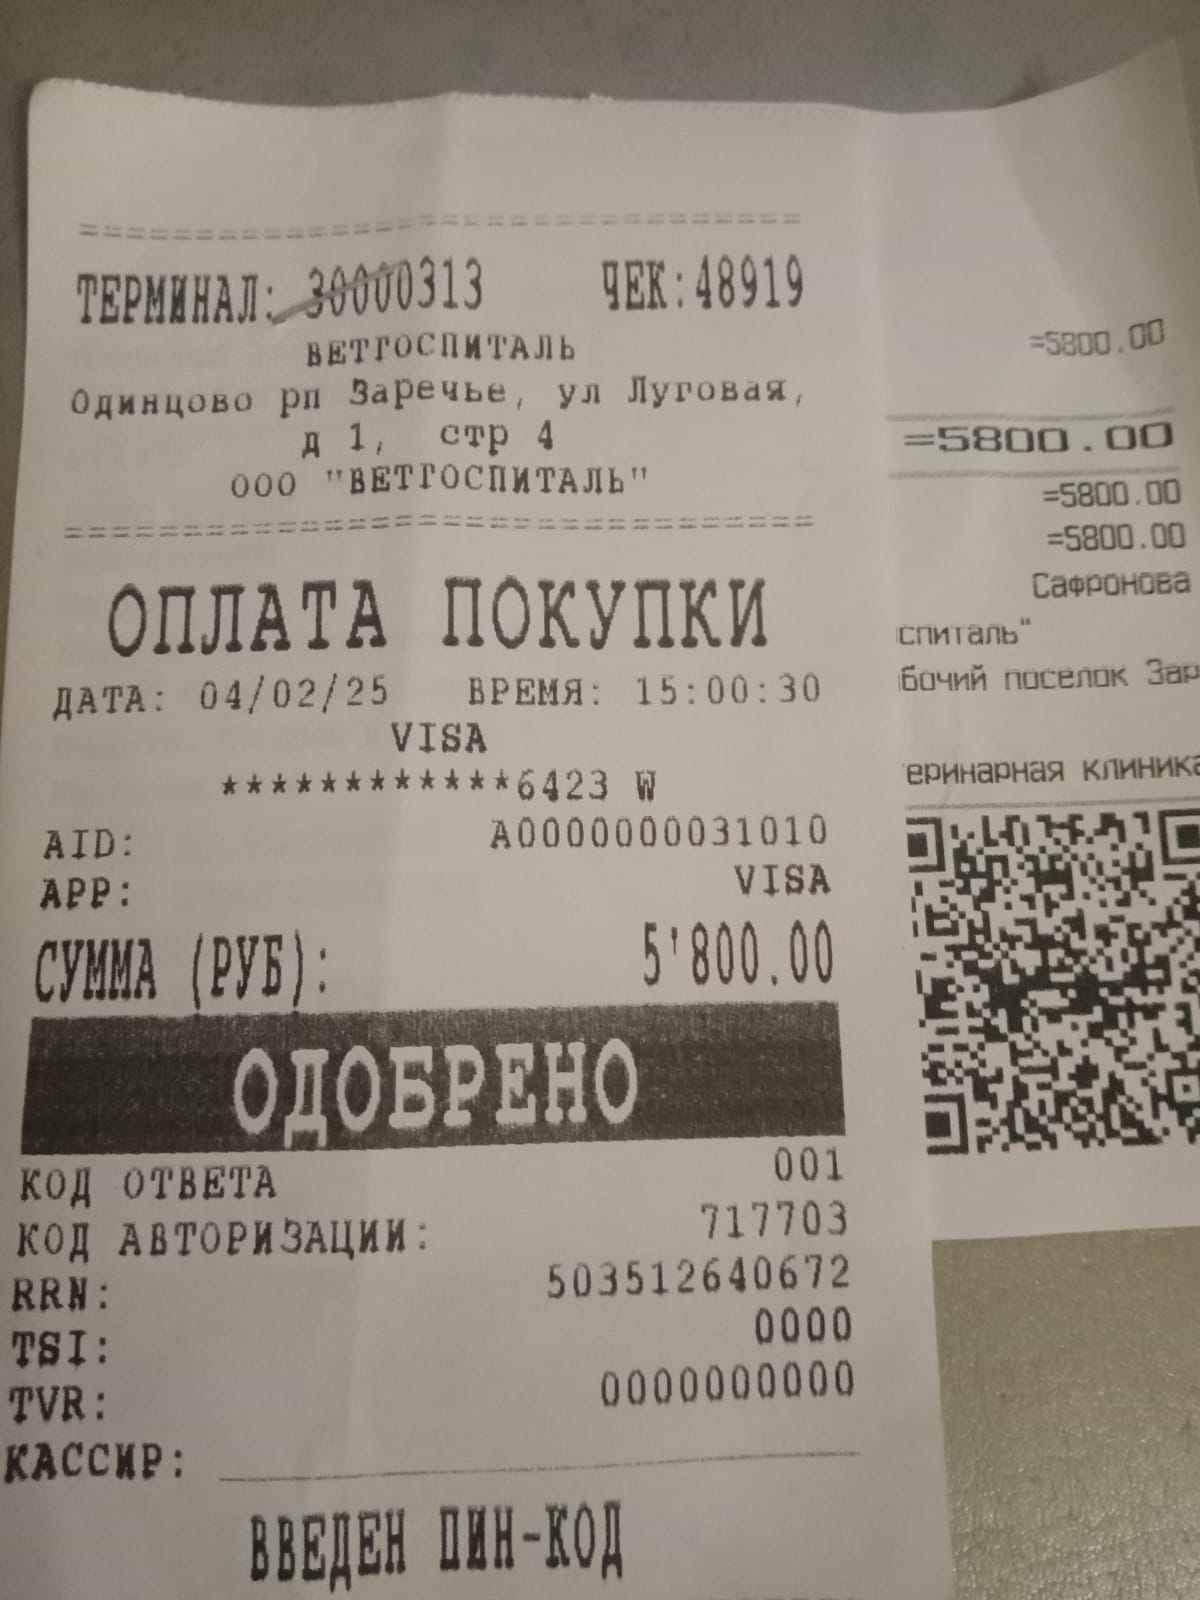 ================================
ТЕРМИНАЛ: 30000313 ЧЕК:48919
ВЕТГОСПИТАЛЬ
Одинцово рп Заречье, ул Луговая,
д 1, стр 4
ООО "ВЕТГОСПИТАЛЬ"
================================
ОПЛАТА ПОКУПКИ
ДАТА: 04/02/25 ВРЕМЯ: 15:00:30
VISA
************6423 W
AID: A0000000031010
APP: VISA
СУММА (РУБ): 5'800.00
ОДОБРЕНО
КОД ОТВЕТА 001
КОД АВТОРИЗАЦИИ: 717703
RRN: 503512640672
TSI: 0000
TVR: 0000000000
КАССИР:
ВВЕДЕН ПИН-КОД
=5800.00
=5800.00
=5800.00
=5800.00
Сафронова
спиталь"
бочий поселок Зар
еринарная клиника